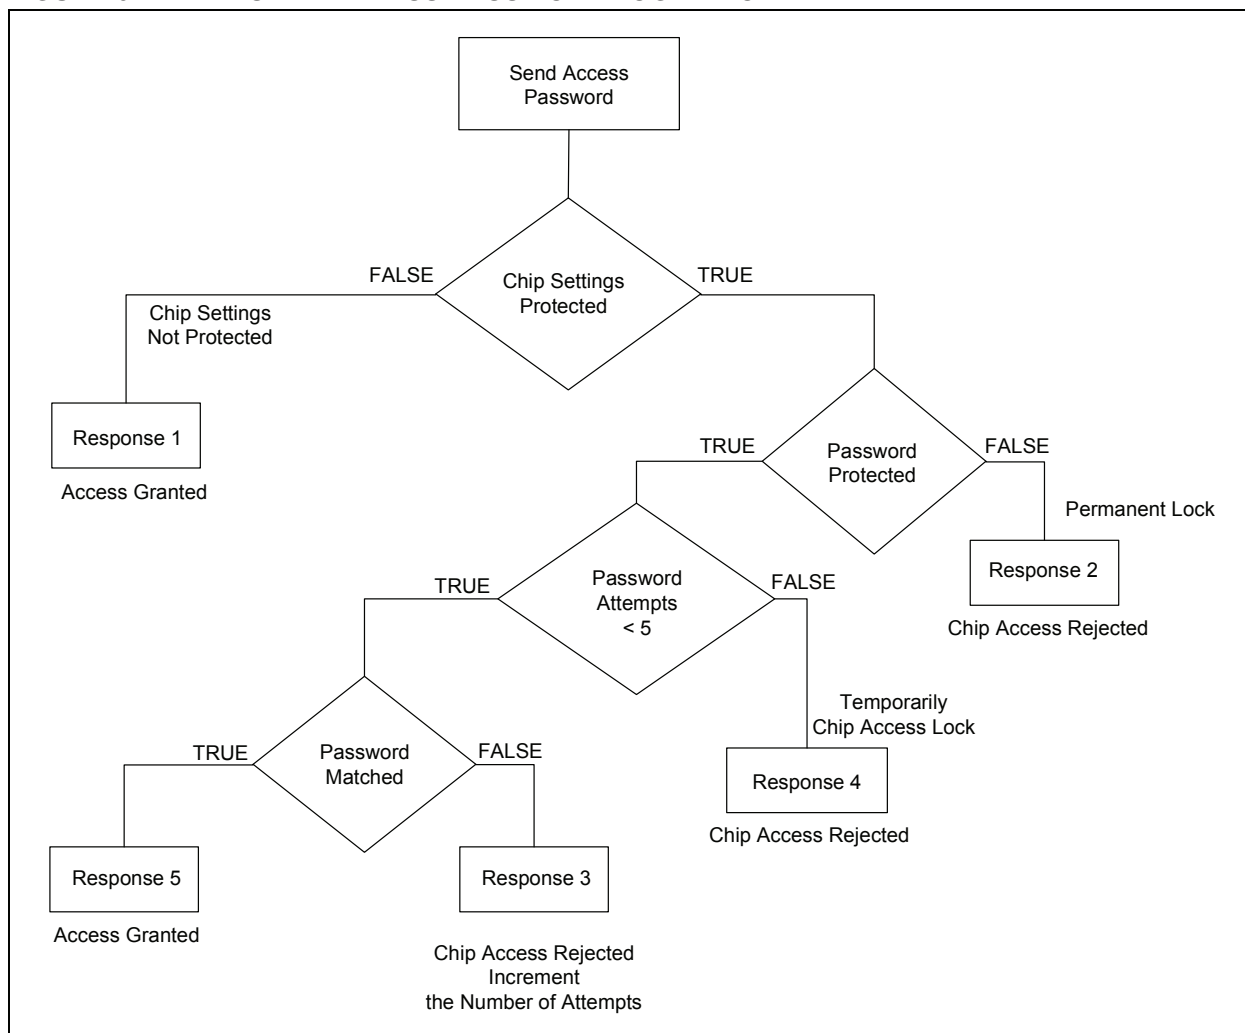 Send Access
Password
FALSE
TRUE
Chip Settings
Protected
Chip Settings
Not Protected
Response 1
Access Granted
TRUE
FALSE
Password
Protected
Permanent Lock
Response 2
Chip Access Rejected
TRUE
FALSE
Password
Attempts
< 5
Temporarily
Chip Access Lock
Response 4
Chip Access Rejected
TRUE
FALSE
Password
Matched
Response 5
Access Granted
Response 3
Chip Access Rejected
Increment
the Number of Attempts